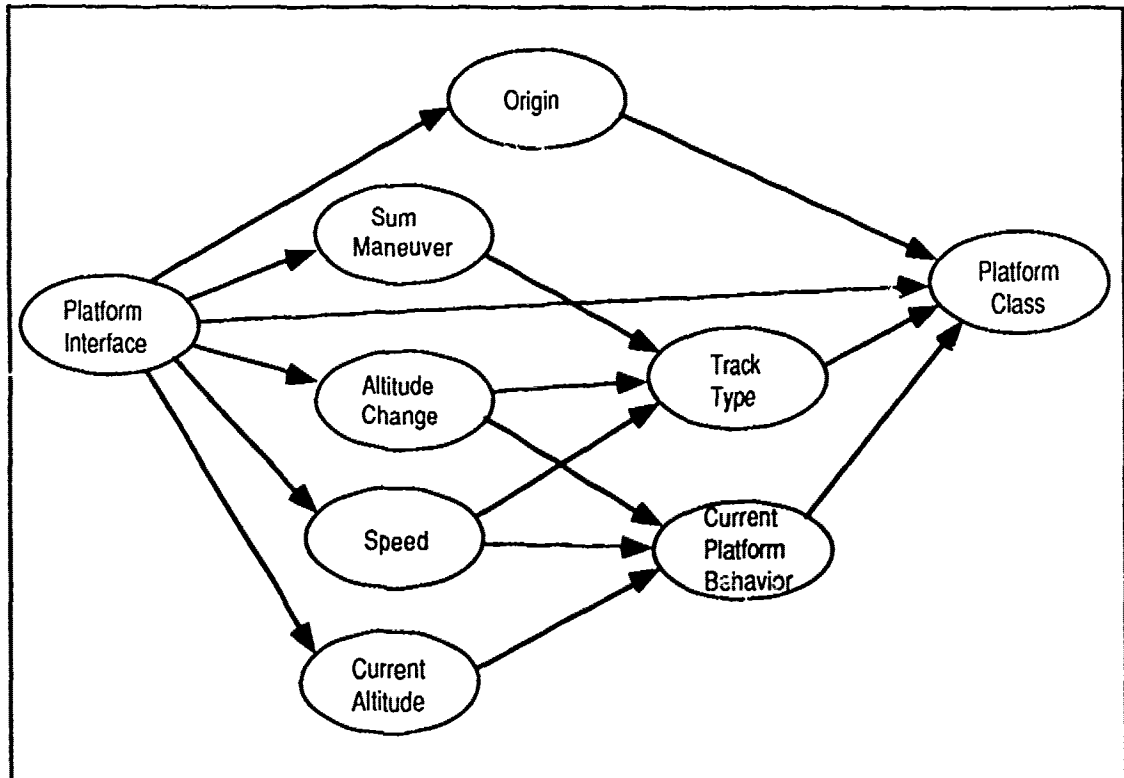 Origin
Sum
Maneuver
Platform
Interface
Platform
Class
Altitude
Change
Track
Type
Speed
Current
Platform
Behavior
Current
Altitude